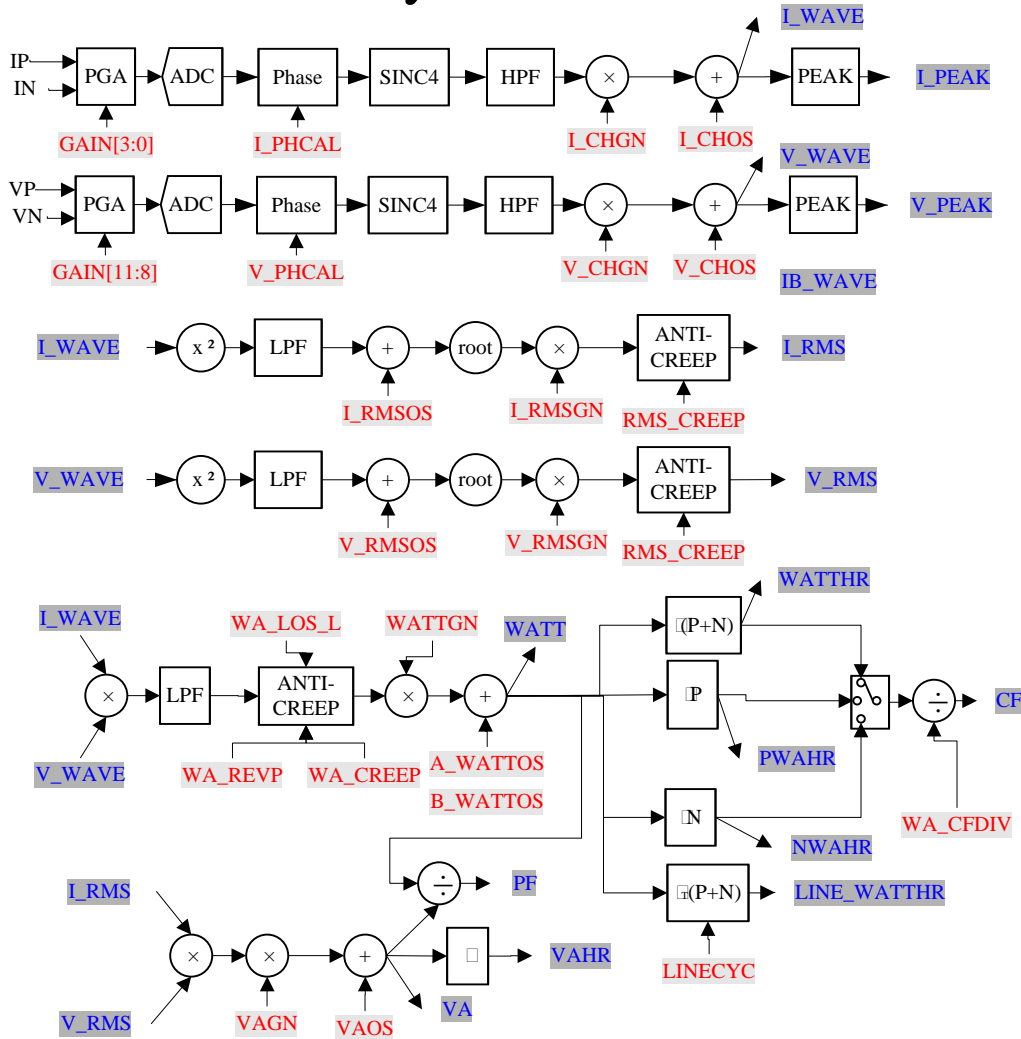 I_WAVE
IP
IN
PGA
ADC
Phase
SINC4
HPF
×
+
PEAK
I_PEAK
GAIN[3:0]
I_PHCAL
I_CHGN
I_CHOS
V_WAVE
VP
VN
PGA
ADC
Phase
SINC4
HPF
×
+
PEAK
V_PEAK
GAIN[11:8]
V_PHCAL
V_CHGN
V_CHOS
IB_WAVE
I_WAVE
x ²
LPF
+
root
×
ANTI-
CREEP
I_RMS
I_RMSOS
I_RMSGN
RMS_CREEP
V_WAVE
x ²
LPF
+
root
×
ANTI-
CREEP
V_RMS
V_RMSOS
V_RMSGN
RMS_CREEP
WATTHR
I_WAVE
WA_LOS_L
WATTGN
WATT
(P+N)
×
LPF
ANTI-
CREEP
×
+
P
÷
CF
V_WAVE
WA_REVP
WA_CREEP
A_WATTOS
B_WATTOS
PWAHR
N
WA_CFDIV
NWAHR
I_RMS
÷
PF
(P+N)
LINE_WATTHR
×
×
+
VAHR
LINECYC
V_RMS
VAGN
VAOS
VA